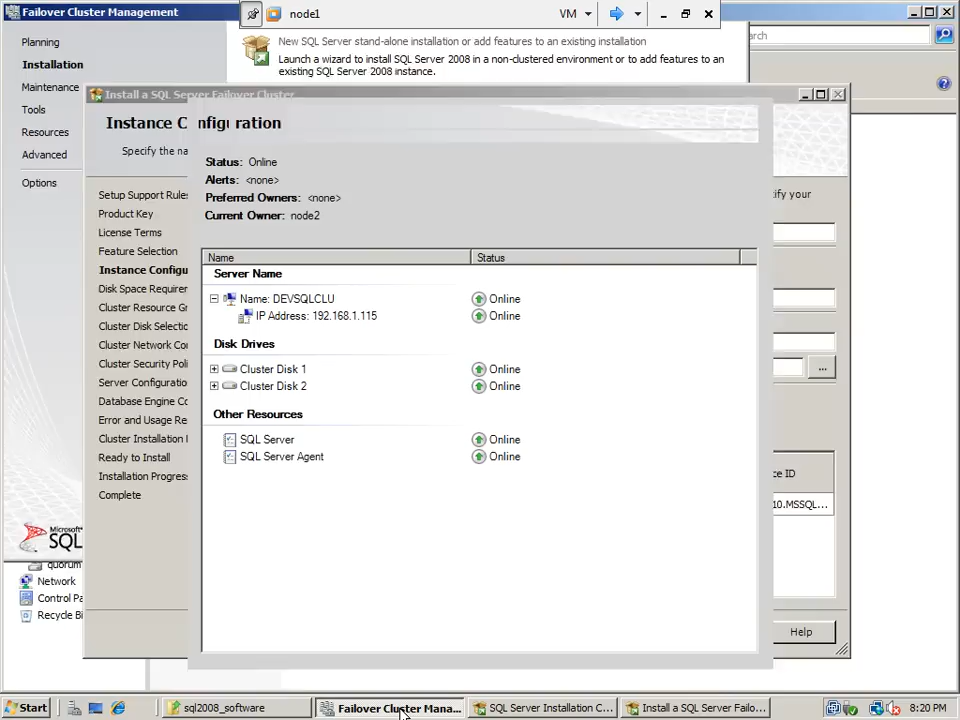 Failover Cluster Management
node1
VM
Planning
Installation
Maintenance
Tools
Resources
Advanced
Options
New SQL Server stand-alone installation or add features to an existing installation
Launch a wizard to install SQL Server 2008 in a non-clustered environment or to add features to an
existing SQL Server 2008 instance.
Install a SQL Server Failover Cluster
Instance Configuration
Specify the na
Setup Support Rules
Product Key
License Terms
Feature Selection
Instance Configu
Disk Space Requirer
Cluster Resource Gr
Cluster Disk Selectio
Cluster Network Cor
Cluster Security Poli
Server Configuratio
Database Engine Co
Error and Usage Re
Cluster Installation
Ready to Install
Installation Progres
Complete
Status: Online
Alerts: <none>
Preferred Owners: <none>
Current Owner: node2
Name Status
Server Name
Name: DEVSQLCLU Online
IP Address: 192.168.1.115 Online
Disk Drives
Cluster Disk 1 Online
Cluster Disk 2 Online
Other Resources
SQL Server Online
SQL Server Agent Online
arch
ify your
...
ce ID
10.MSSQL...
Help
Microsoft
SQL
quorum
Network
Control Pa
Recycle Bi
Start
sql2008_software
Failover Cluster Mana...
SQL Server Installation C...
Install a SQL Server Failo...
8:20 PM